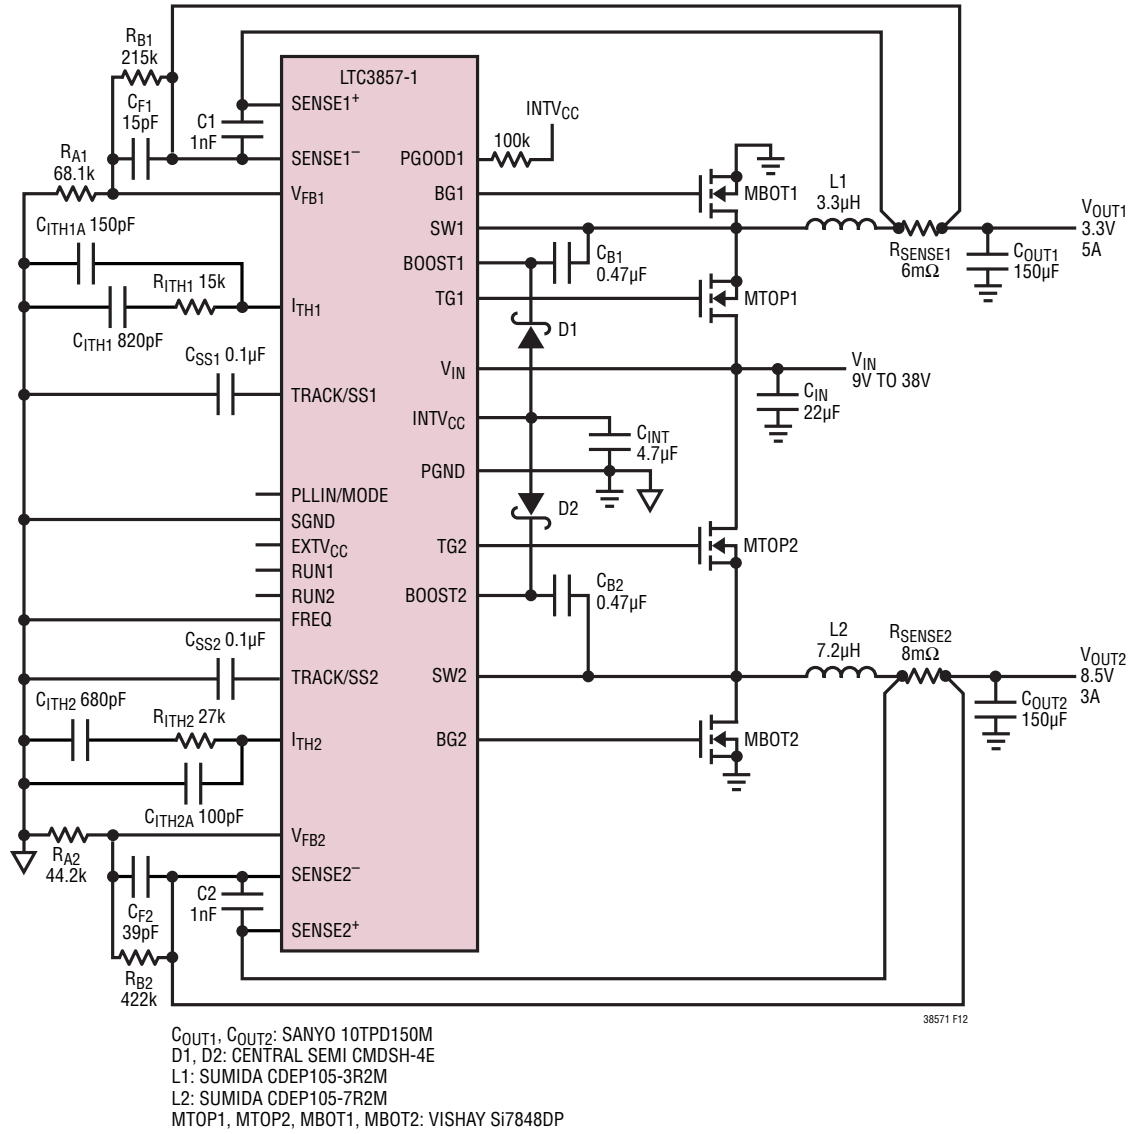 RB1
215k
CF1
15pF
C1
1nF
RA1
68.1k
CITH1A 150pF
RITH1 15k
CITH1 820pF
CSS1 0.1µF
CSS2 0.1µF
CITH2 680pF
RITH2 27k
CITH2A 100pF
RA2
44.2k
CF2
39pF
C2
1nF
RB2
422k
LTC3857-1
SENSE1+
SENSE1–
VFB1
ITH1
TRACK/SS1
PLLIN/MODE
SGND
EXTVCC
RUN1
RUN2
FREQ
TRACK/SS2
ITH2
VFB2
SENSE2–
SENSE2+
PGOOD1
BG1
SW1
BOOST1
TG1
VIN
INTVCC
PGND
TG2
BOOST2
SW2
BG2
INTVCC
100k
MBOT1
L1
3.3µH
CB1
0.47µF
RSENSE1
6mΩ
COUT1
150µF
VOUT1
3.3V
5A
MTOP1
D1
VIN
9V TO 38V
CIN
22µF
CINT
4.7µF
D2
MTOP2
CB2
0.47µF
L2
7.2µH
RSENSE2
8mΩ
VOUT2
8.5V
3A
COUT2
150µF
MBOT2
38571 F12
COUT1, COUT2: SANYO 10TPD150M
D1, D2: CENTRAL SEMI CMDSH-4E
L1: SUMIDA CDEP105-3R2M
L2: SUMIDA CDEP105-7R2M
MTOP1, MTOP2, MBOT1, MBOT2: VISHAY Si7848DP